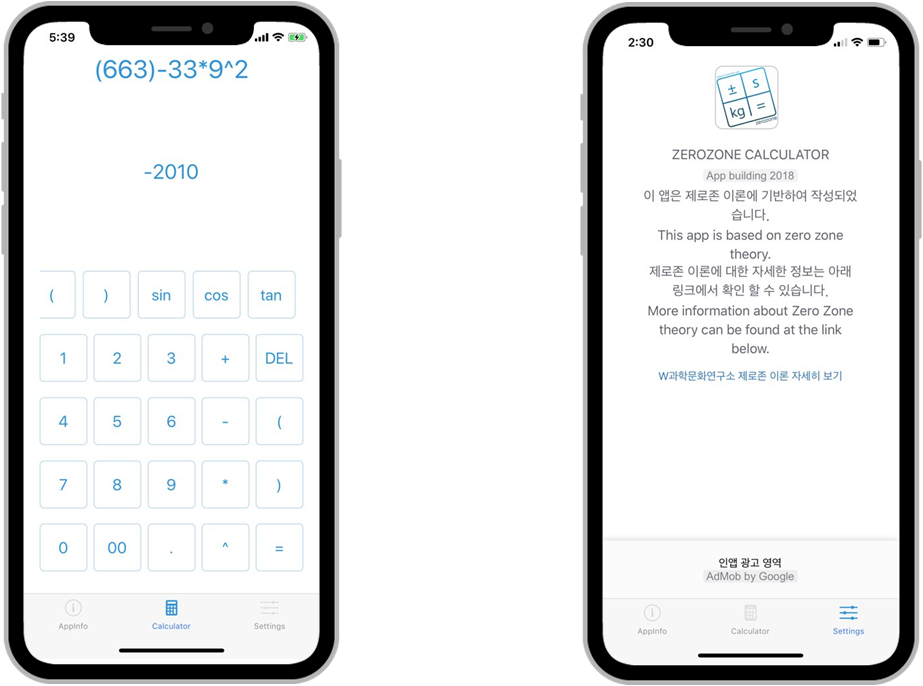 5:39
(663)-33*9^2
-2010
( ) sin cos tan
1 2 3 + DEL
4 5 6 - (
7 8 9 * )
0 00 . ^ =
AppInfo Calculator Settings
2:30
± s
kg =
zerozone
ZEROZONE CALCULATOR
App building 2018
이 앱은 제로존 이론에 기반하여 작성되었
습니다.
This app is based on zero zone
theory.
제로존 이론에 대한 자세한 정보는 아래
링크에서 확인 할 수 있습니다.
More information about Zero Zone
theory can be found at the link
below.
W과학문화연구소 제로존 이론 자세히 보기
인앱 광고 영역
AdMob by Google
AppInfo Calculator Settings